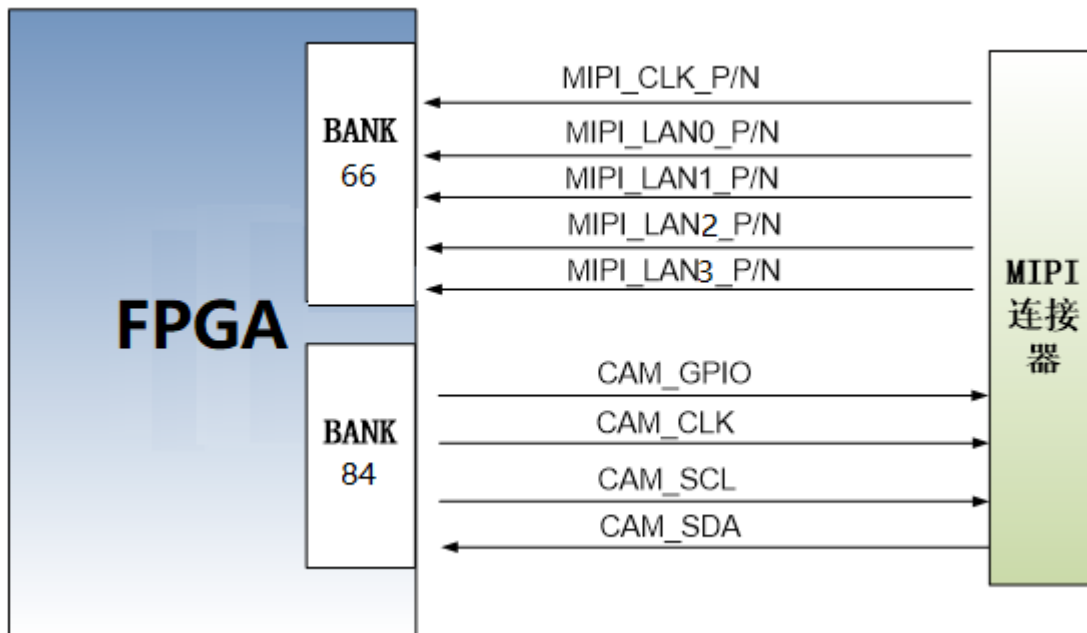 FPGA
BANK
66
BANK
84
MIPI_CLK_P/N
MIPI_LAN0_P/N
MIPI_LAN1_P/N
MIPI_LAN2_P/N
MIPI_LAN3_P/N
CAM_GPIO
CAM_CLK
CAM_SCL
CAM_SDA
MIPI
连接
器